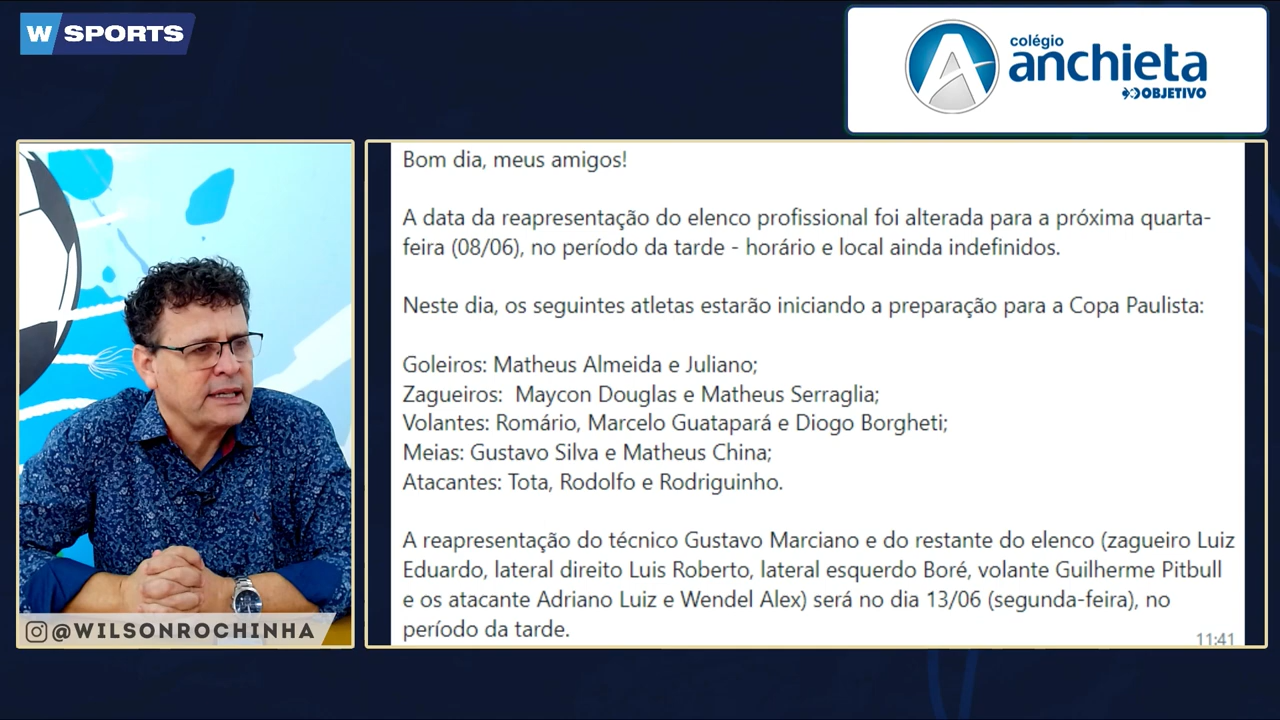 W SPORTS
colégio
anchieta
OBJETIVO
Bom dia, meus amigos!
A data da reapresentação do elenco profissional foi alterada para a próxima quarta-
feira (08/06), no período da tarde - horário e local ainda indefinidos.
Neste dia, os seguintes atletas estarão iniciando a preparação para a Copa Paulista:
Goleiros: Matheus Almeida e Juliano;
Zagueiros:  Maycon Douglas e Matheus Serraglia;
Volantes: Romário, Marcelo Guatapará e Diogo Borgheti;
Meias: Gustavo Silva e Matheus China;
Atacantes: Tota, Rodolfo e Rodriguinho.
A reapresentação do técnico Gustavo Marciano e do restante do elenco (zagueiro Luiz
Eduardo, lateral direito Luis Roberto, lateral esquerdo Boré, volante Guilherme Pitbull
e os atacante Adriano Luiz e Wendel Alex) será no dia 13/06 (segunda-feira), no
período da tarde.
11:41
@WILSONROCHINHA